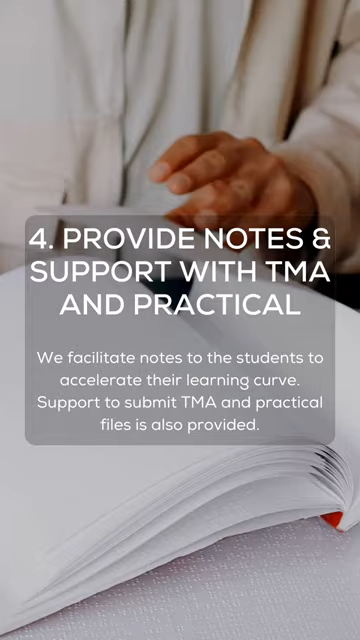 4. PROVIDE NOTES &
SUPPORT WITH TMA
AND PRACTICAL
We facilitate notes to the students to
accelerate their learning curve.
Support to submit TMA and practical
files is also provided.